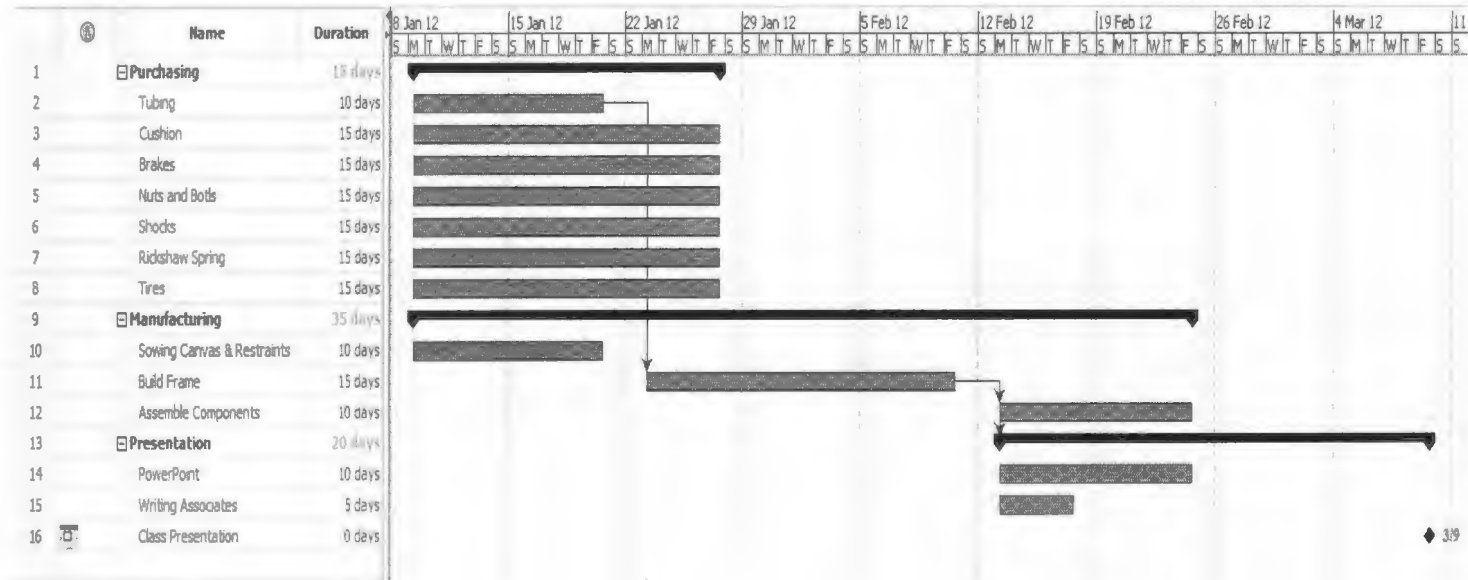 Name Duration 8 Jan 12 15 Jan 12 22 Jan 12 29 Jan 12 5 Feb 12 12 Feb 12 19 Feb 12 26 Feb 12 4 Mar 12 11
S M T W T F S S M T W T F S S M T W T F S S M T W T F S S M T W T F S S M T W T F S S M T W T F S S M T W T F S S M T W T F S S
1 Purchasing 15 days
2 Tubing 10 days
3 Cushion 15 days
4 Brakes 15 days
5 Nuts and Botls 15 days
6 Shocks 15 days
7 Rickshaw Spring 15 days
8 Tires 15 days
9 Manufacturing 35 days
10 Sowing Canvas & Restraints 10 days
11 Build Frame 15 days
12 Assemble Components 10 days
13 Presentation 20 days
14 PowerPoint 10 days
15 Writing Associates 5 days
16 Class Presentation 0 days 3/9